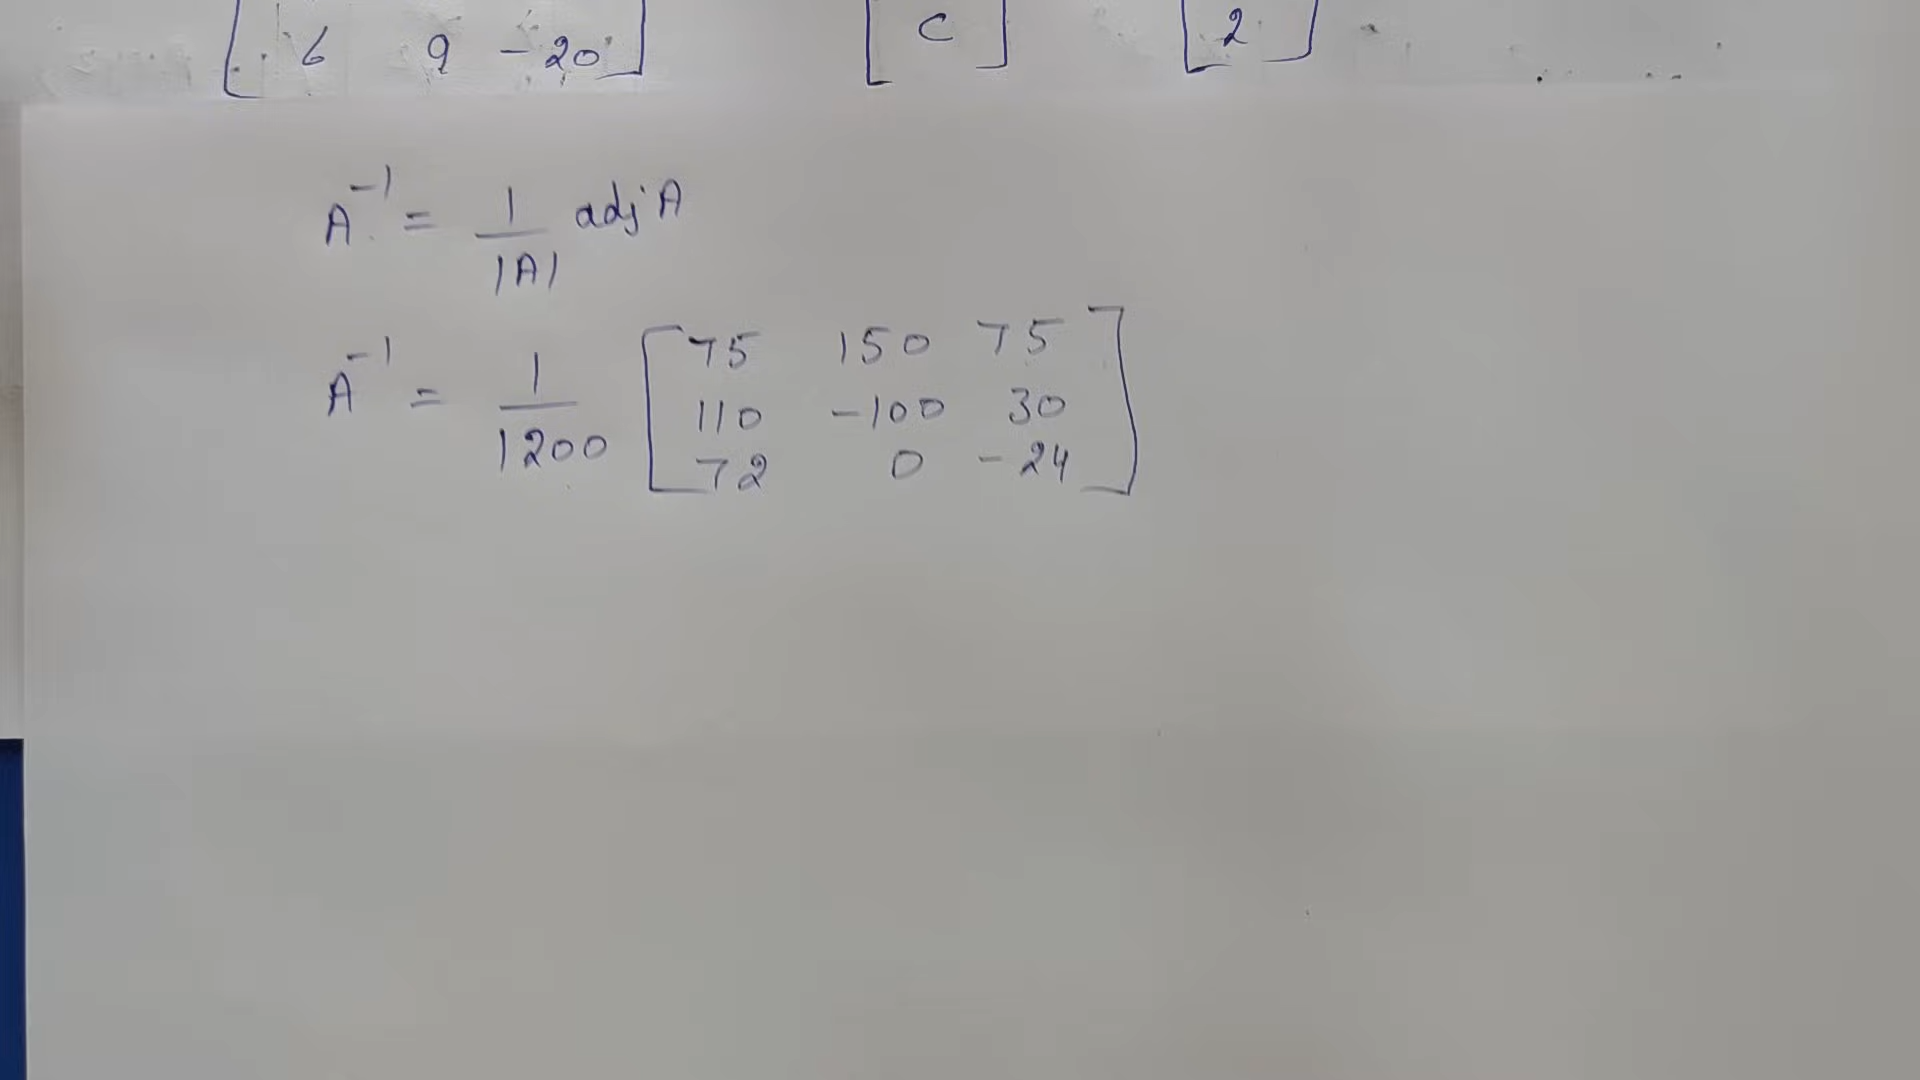 6 9 -20 C 2
A⁻¹ = 1/|A| adj A
A⁻¹ = 1/1200 [75 150 75
110 -100 30
72 0 -24]